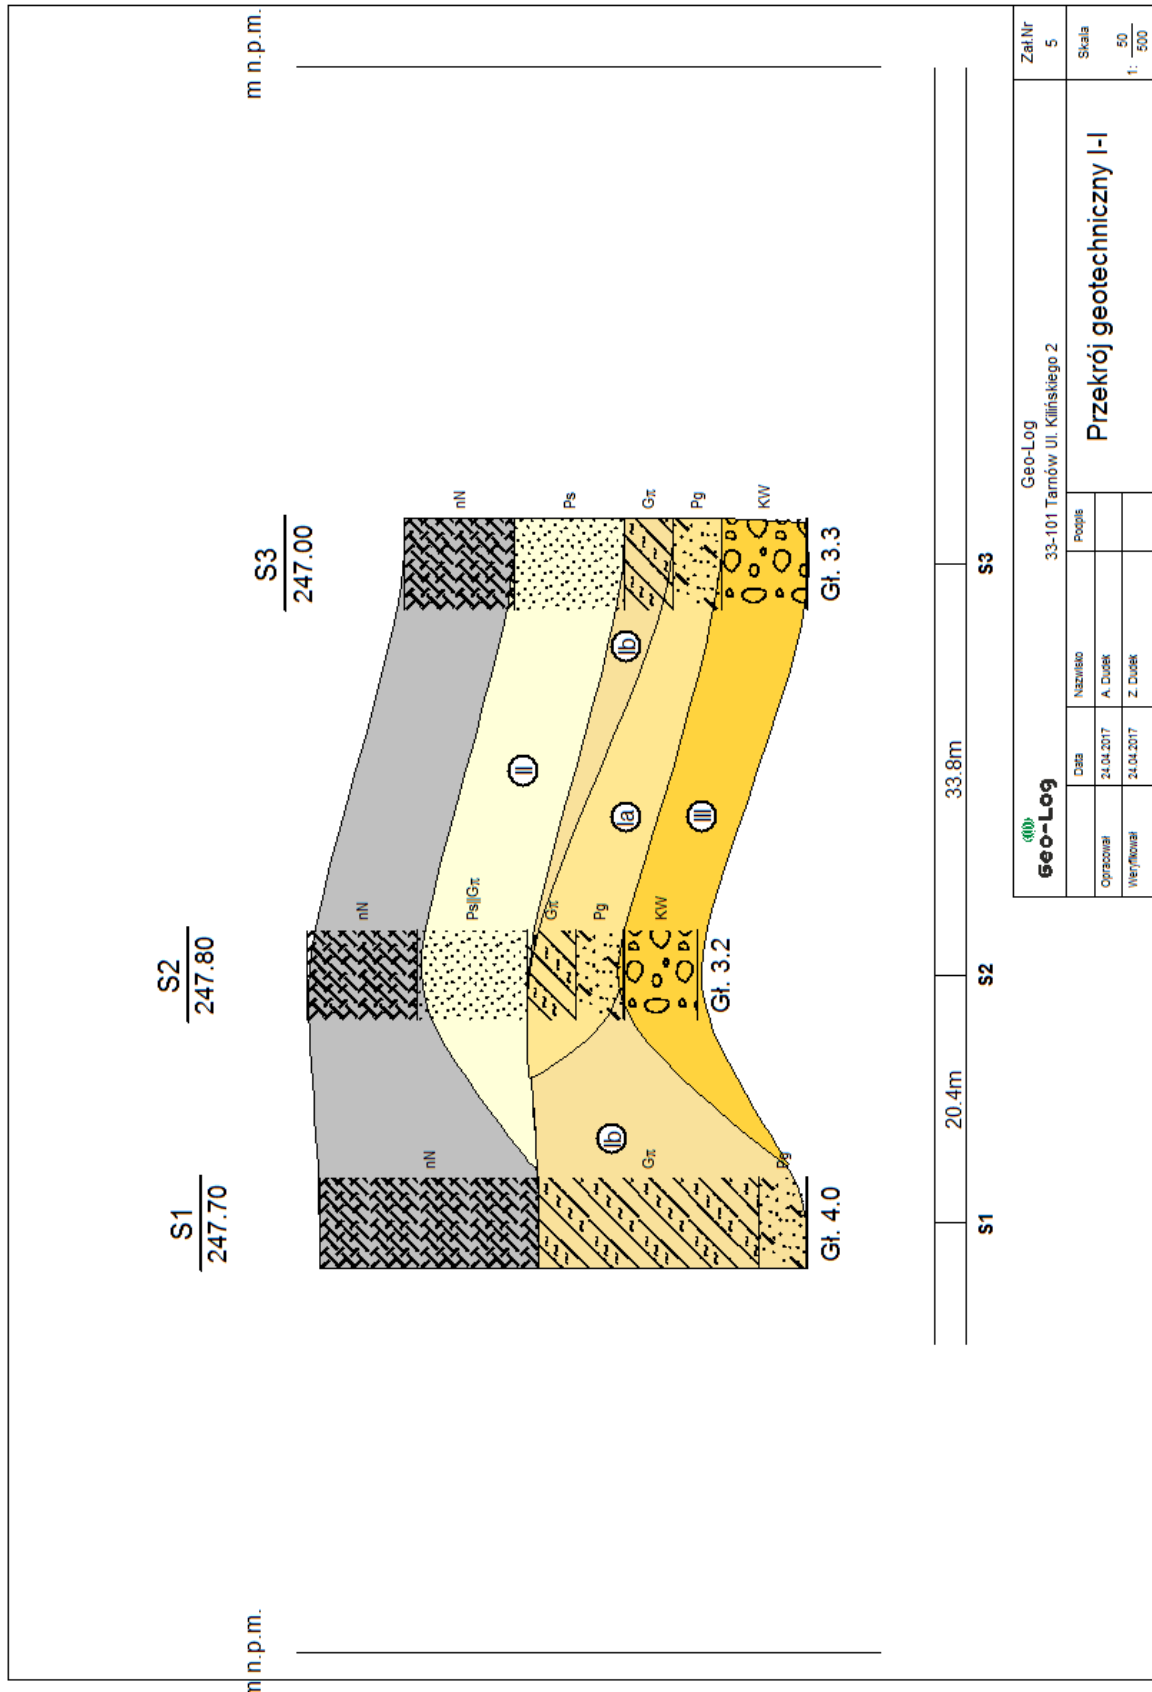 m n.p.m.
m n.p.m.
S1
247.70
S2
247.80
S3
247.00
nN
Gπ
Pg
Gł. 4.0
nN
Ps||Gπ
Gπ
Pg
KW
Gł. 3.2
nN
Ps
Gπ
Pg
KW
Gł. 3.3
Ib
II
Ia
III
Ib
20.4m
33.8m
S1
S2
S3
Geo-Log
Geo-Log
33-101 Tarnów Ul. Kilińskiego 2
Zał.Nr
5
Data
Nazwisko
Podpis
Opracował
24.04.2017
A. Dudek
Weryfikował
24.04.2017
Z. Dudek
Przekrój geotechniczny I-I
Skala
1: 50
500